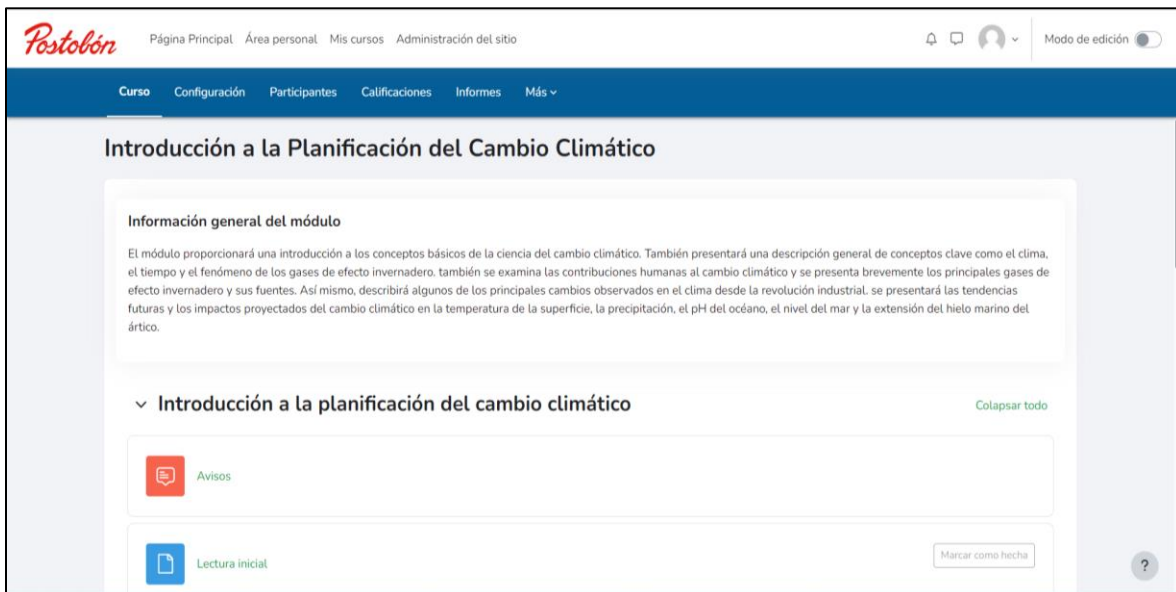 Postobón
Página Principal Área personal Mis cursos Administración del sitio
Modo de edición
Curso Configuración Participantes Calificaciones Informes Más
Introducción a la Planificación del Cambio Climático
Información general del módulo
El módulo proporcionará una introducción a los conceptos básicos de la ciencia del cambio climático. También presentará una descripción general de conceptos clave como el clima,
el tiempo y el fenómeno de los gases de efecto invernadero. también se examina las contribuciones humanas al cambio climático y se presenta brevemente los principales gases de
efecto invernadero y sus fuentes. Así mismo, describirá algunos de los principales cambios observados en el clima desde la revolución industrial. se presentará las tendencias
futuras y los impactos proyectados del cambio climático en la temperatura de la superficie, la precipitación, el pH del océano, el nivel del mar y la extensión del hielo marino del
ártico.
Introducción a la planificación del cambio climático
Colapsar todo
Avisos
Lectura inicial
Marcar como hecha
?